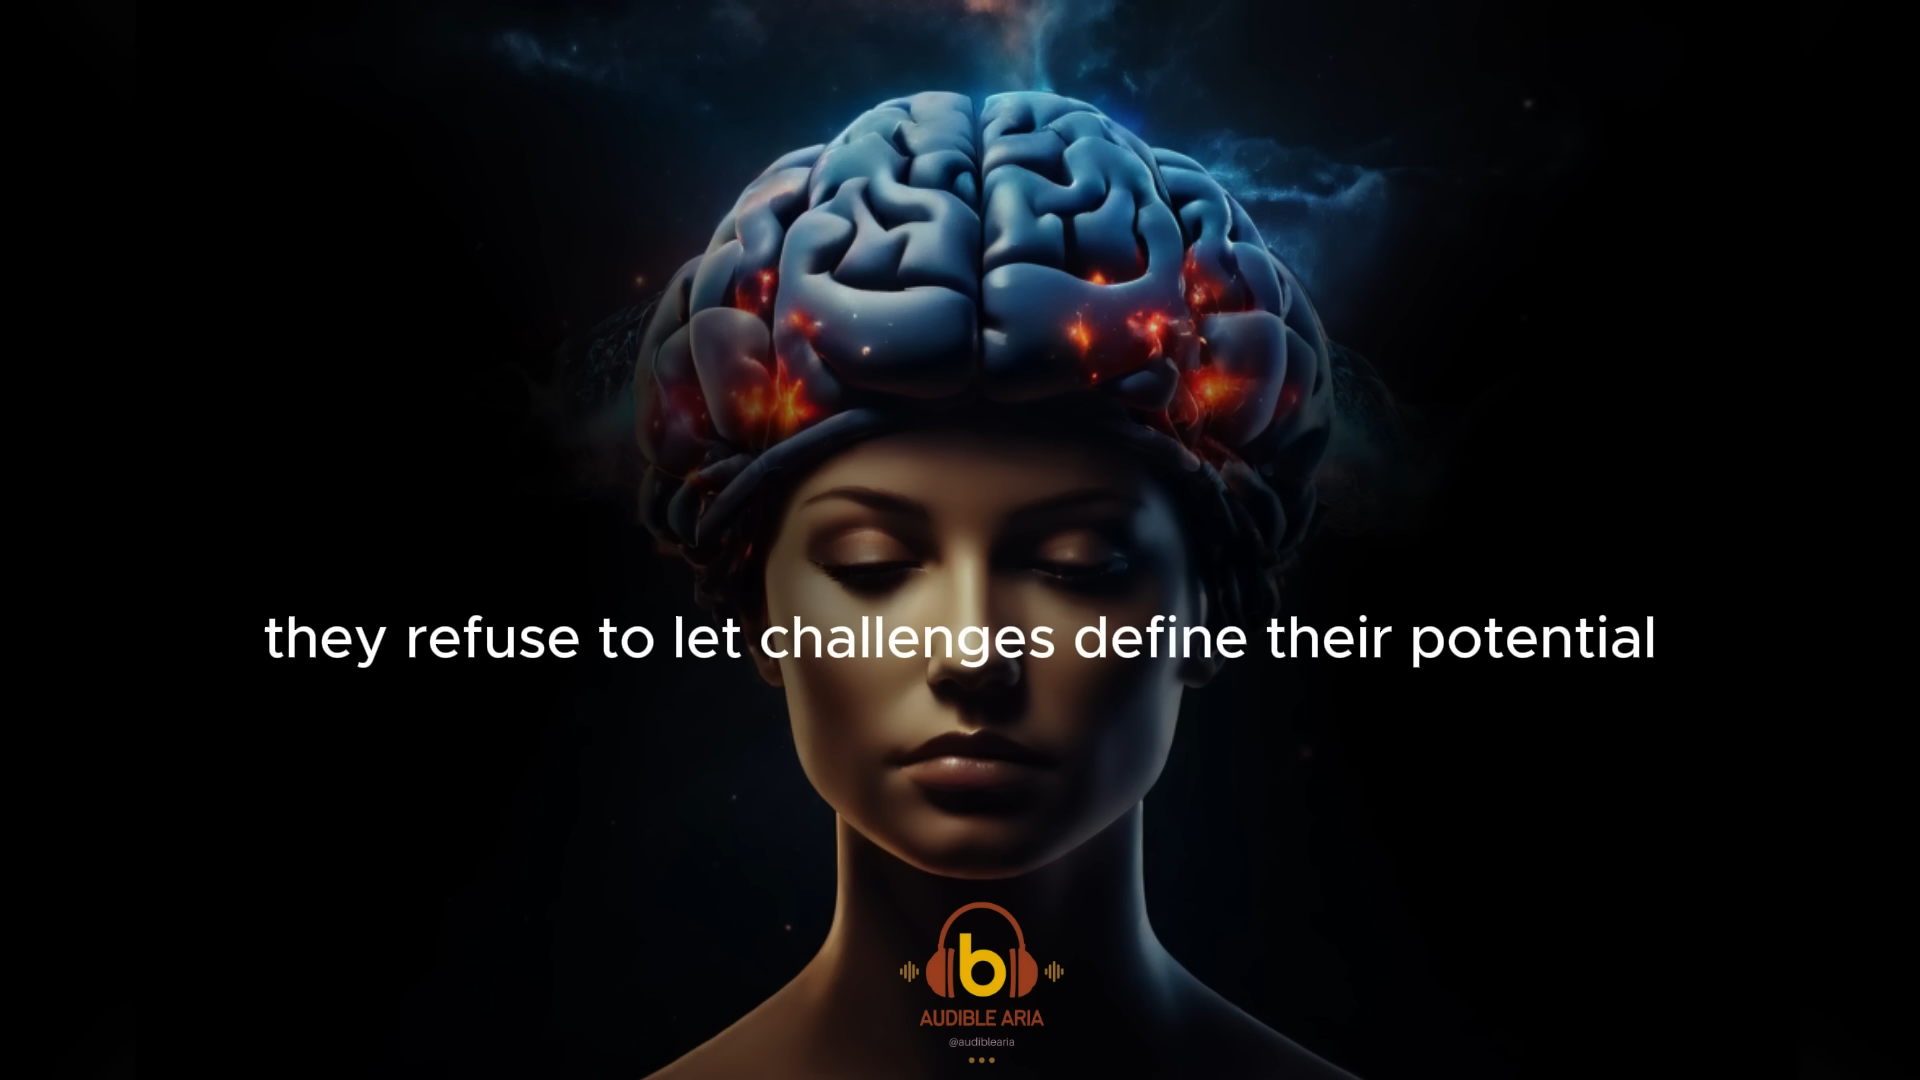 they refuse to let challenges define their potential
b
AUDIBLE ARIA
@audiblearia